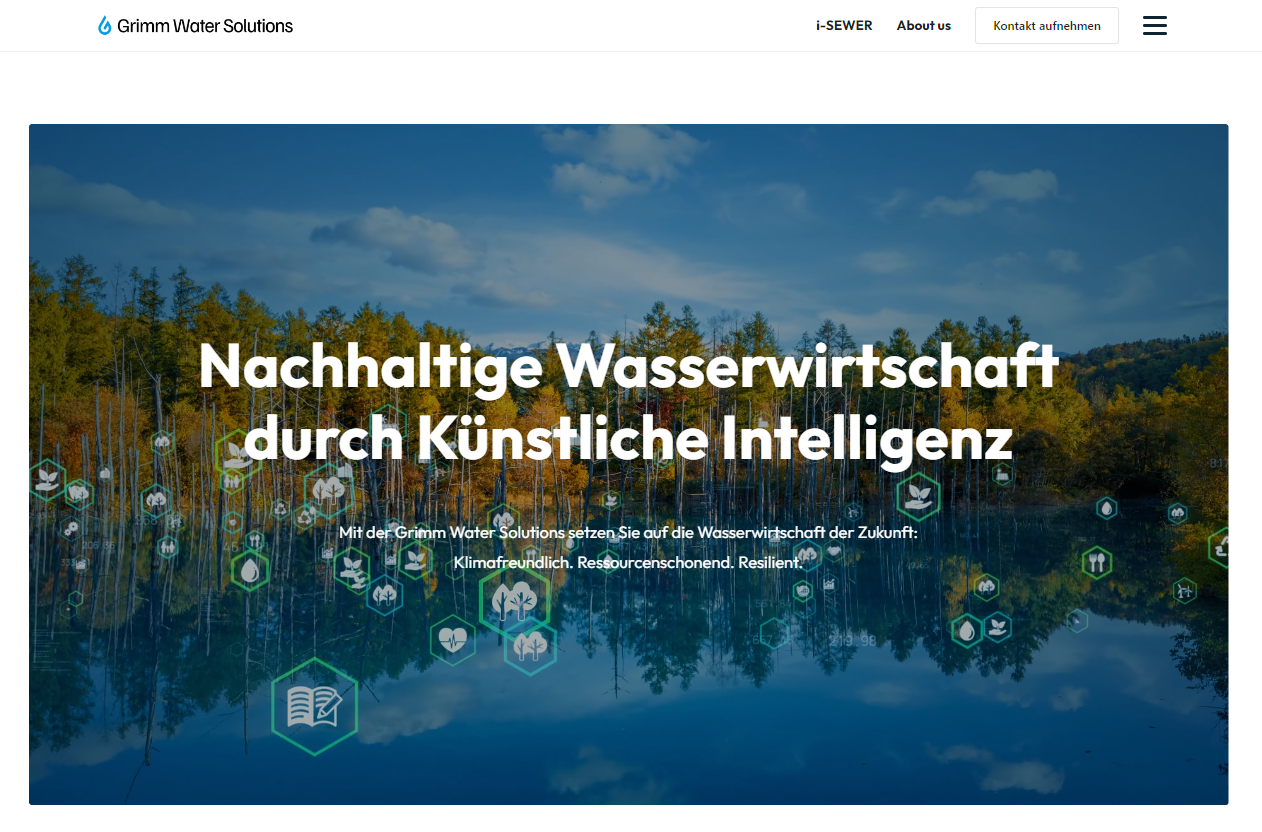 Grimm Water Solutions
i-SEWER
About us
Kontakt aufnehmen
Nachhaltige Wasserwirtschaft
durch Künstliche Intelligenz
Mit der Grimm Water Solutions setzen Sie auf die Wasserwirtschaft der Zukunft:
Klimafreundlich. Ressourcenschonend. Resilient.